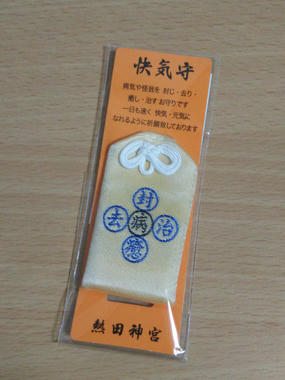 快気守
病気や怪我を 封じ・去り・
癒し・治す お守りです
一日も速く 快気・元気に
なれるように祈願致しております
封
去 病 治
癒
熱田神宮